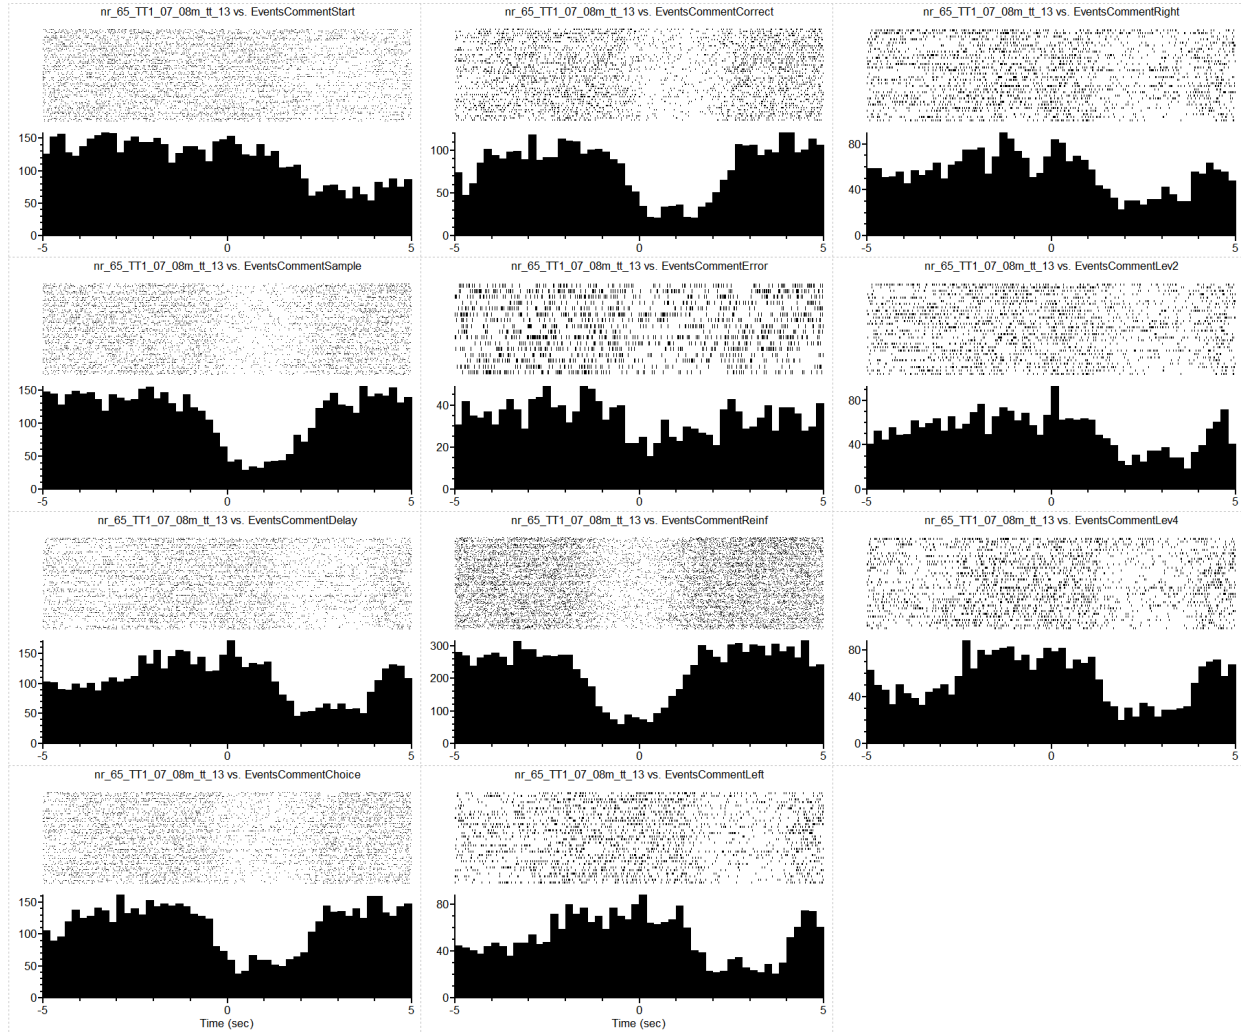 nr_65_TT1_07_08m_tt_13 vs. EventsCommentStart
150
100
50
0
-5 0 5
nr_65_TT1_07_08m_tt_13 vs. EventsCommentCorrect
100
50
0
-5 0 5
nr_65_TT1_07_08m_tt_13 vs. EventsCommentRight
80
40
0
-5 0 5
nr_65_TT1_07_08m_tt_13 vs. EventsCommentSample
150
100
50
0
-5 0 5
nr_65_TT1_07_08m_tt_13 vs. EventsCommentError
40
20
0
-5 0 5
nr_65_TT1_07_08m_tt_13 vs. EventsCommentLev2
80
40
0
-5 0 5
nr_65_TT1_07_08m_tt_13 vs. EventsCommentDelay
150
100
50
0
-5 0 5
nr_65_TT1_07_08m_tt_13 vs. EventsCommentReinf
300
200
100
0
-5 0 5
nr_65_TT1_07_08m_tt_13 vs. EventsCommentLev4
80
40
0
-5 0 5
nr_65_TT1_07_08m_tt_13 vs. EventsCommentChoice
150
100
50
0
-5 0 5
Time (sec)
nr_65_TT1_07_08m_tt_13 vs. EventsCommentLeft
80
40
0
-5 0 5
Time (sec)